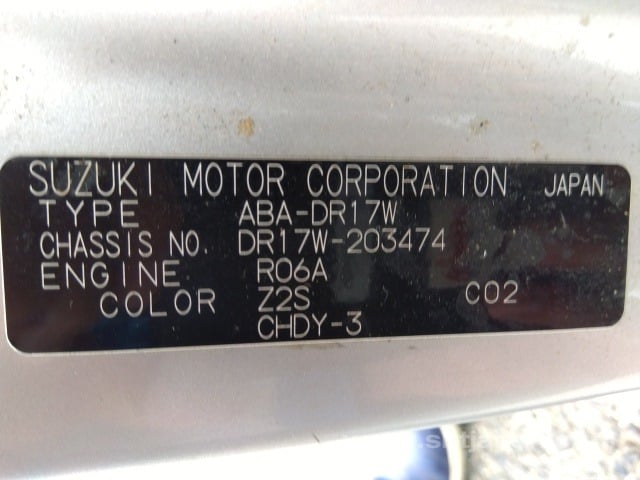 SUZUKI MOTOR CORPORATION JAPAN
TYPE ABA-DR17W
CHASSIS NO. DR17W-203474
ENGINE R06A
COLOR Z2S C02
CHDY-3